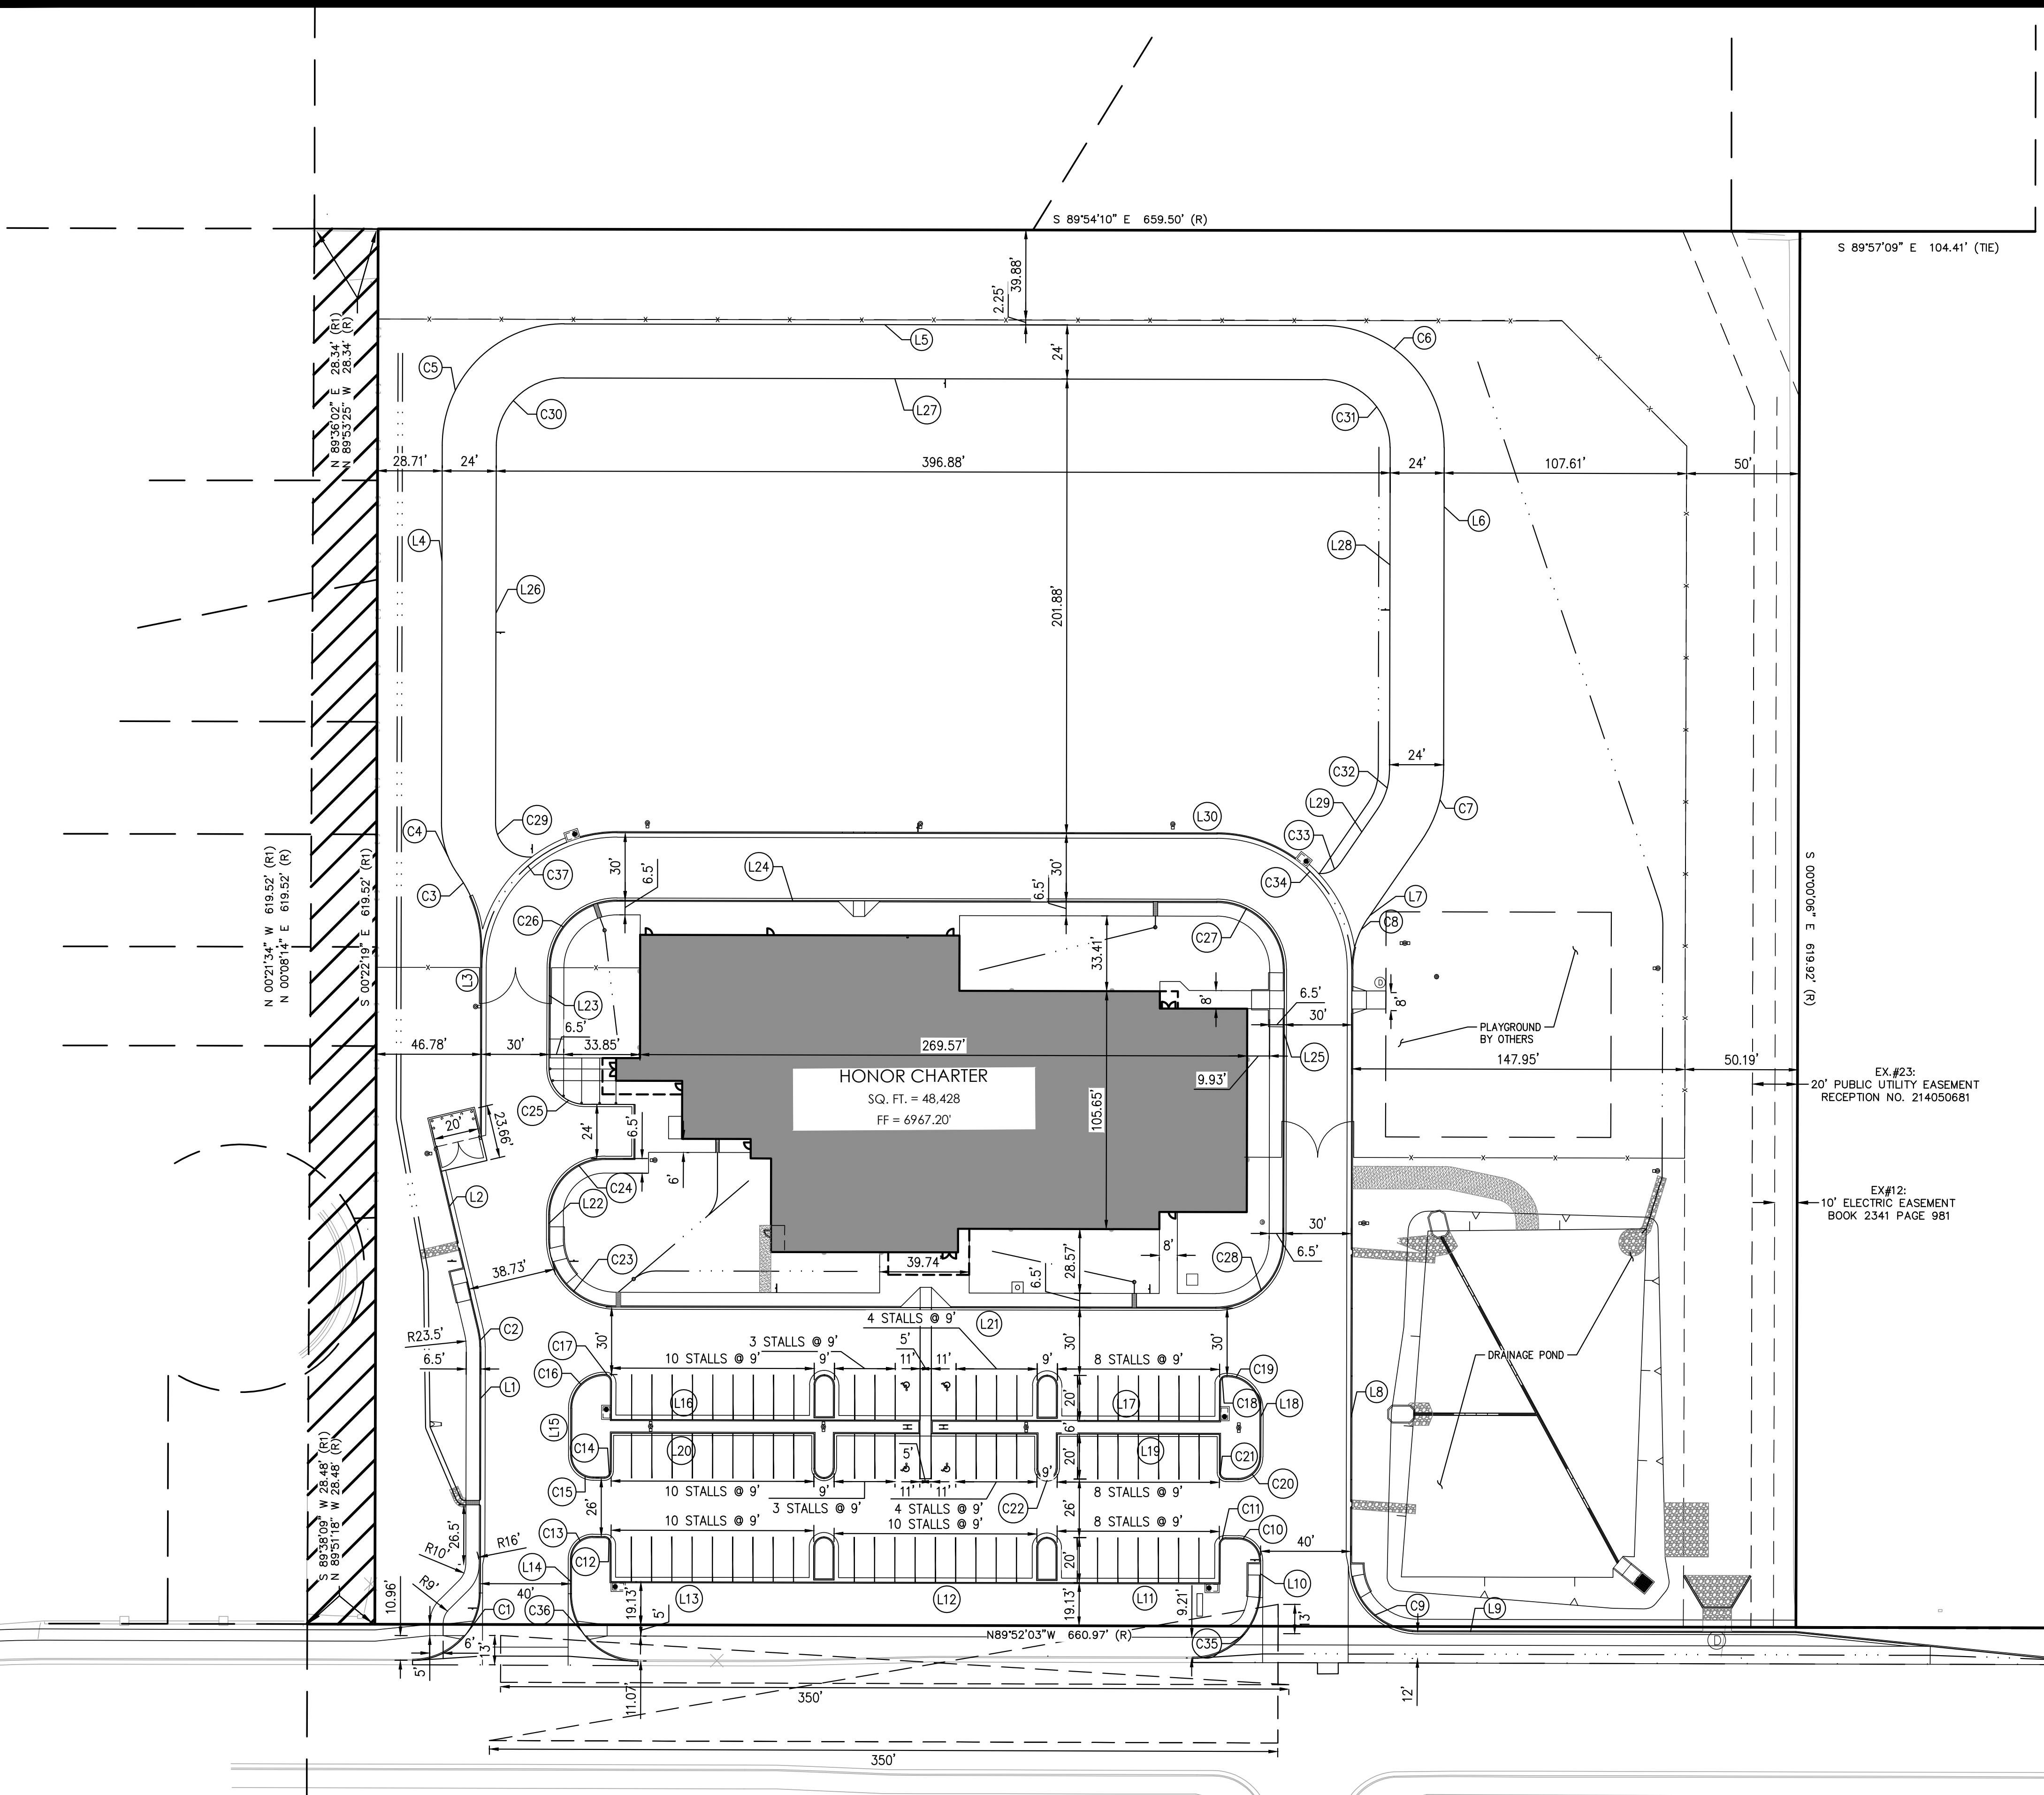 S 89°54'10" E 659.50' (R)
S 89°57'09" E 104.41' (TIE)
39.88'
2.25'
N 89°36'02" E 28.34' (R1)
N 89°53'25" W 28.34' (R)
L5
C6
C5
24'
C30
L27
C31
28.71'
24'
396.88'
24'
107.61'
50'
L4
L28
L6
L26
201.88'
24'
C32
L29
C7
C4
C29
L30
C33
C37
30'
6.5'
L24
30'
6.5'
C34
C3
L7
C26
C27
C8
N 00°21'34" W 619.52' (R1)
N 00°08'14" E 619.52' (R)
S 00°22'19" E 619.52' (R1)
S 00°00'06" E 619.92' (R)
33.41'
L3
L23
D
8'
6.5'
8'
6.5'
30'
PLAYGROUND
BY OTHERS
46.78'
30'
33.85'
269.57'
L25
147.95'
50.19'
HONOR CHARTER
SQ. FT. = 48,428
FF = 6967.20'
9.93'
105.65'
EX.#23:
20' PUBLIC UTILITY EASEMENT
RECEPTION NO. 214050681
C25
20'
23.66'
24'
6.5'
6'
C24
L2
L22
EX#12:
10' ELECTRIC EASEMENT
BOOK 2341 PAGE 981
30'
6.5'
8'
28.57'
C28
38.73'
C23
39.74'
6.5'
4 STALLS @ 9'
L21
R23.5'
C2
30'
3 STALLS @ 9'
5'
30'
30'
DRAINAGE POND
6.5'
C17
10 STALLS @ 9'
9'
11'
11'
9'
8 STALLS @ 9'
C19
C16
L1
L16
20'
L17
C18
L18
L8
L15
H
H
6'
C14
L20
5'
20'
L19
C21
C15
10 STALLS @ 9'
9'
11'
11'
9'
8 STALLS @ 9'
C20
26'
3 STALLS @ 9'
4 STALLS @ 9'
C22
26'
C11
26.5'
C13
10 STALLS @ 9'
10 STALLS @ 9'
8 STALLS @ 9'
C10
S 89°38'09" W 28.48' (R1)
N 89°51'18" W 28.48' (R)
R10'
R16'
C12
20'
40'
L14
L10
R9'
40'
L13
L12
L11
10.96'
C1
C36
19.13'
5'
19.13'
9.21'
13'
C9
L9
N89°52'03"W 660.97' (R)
C35
D
5'
6'
13'
11.07'
350'
12'
350'